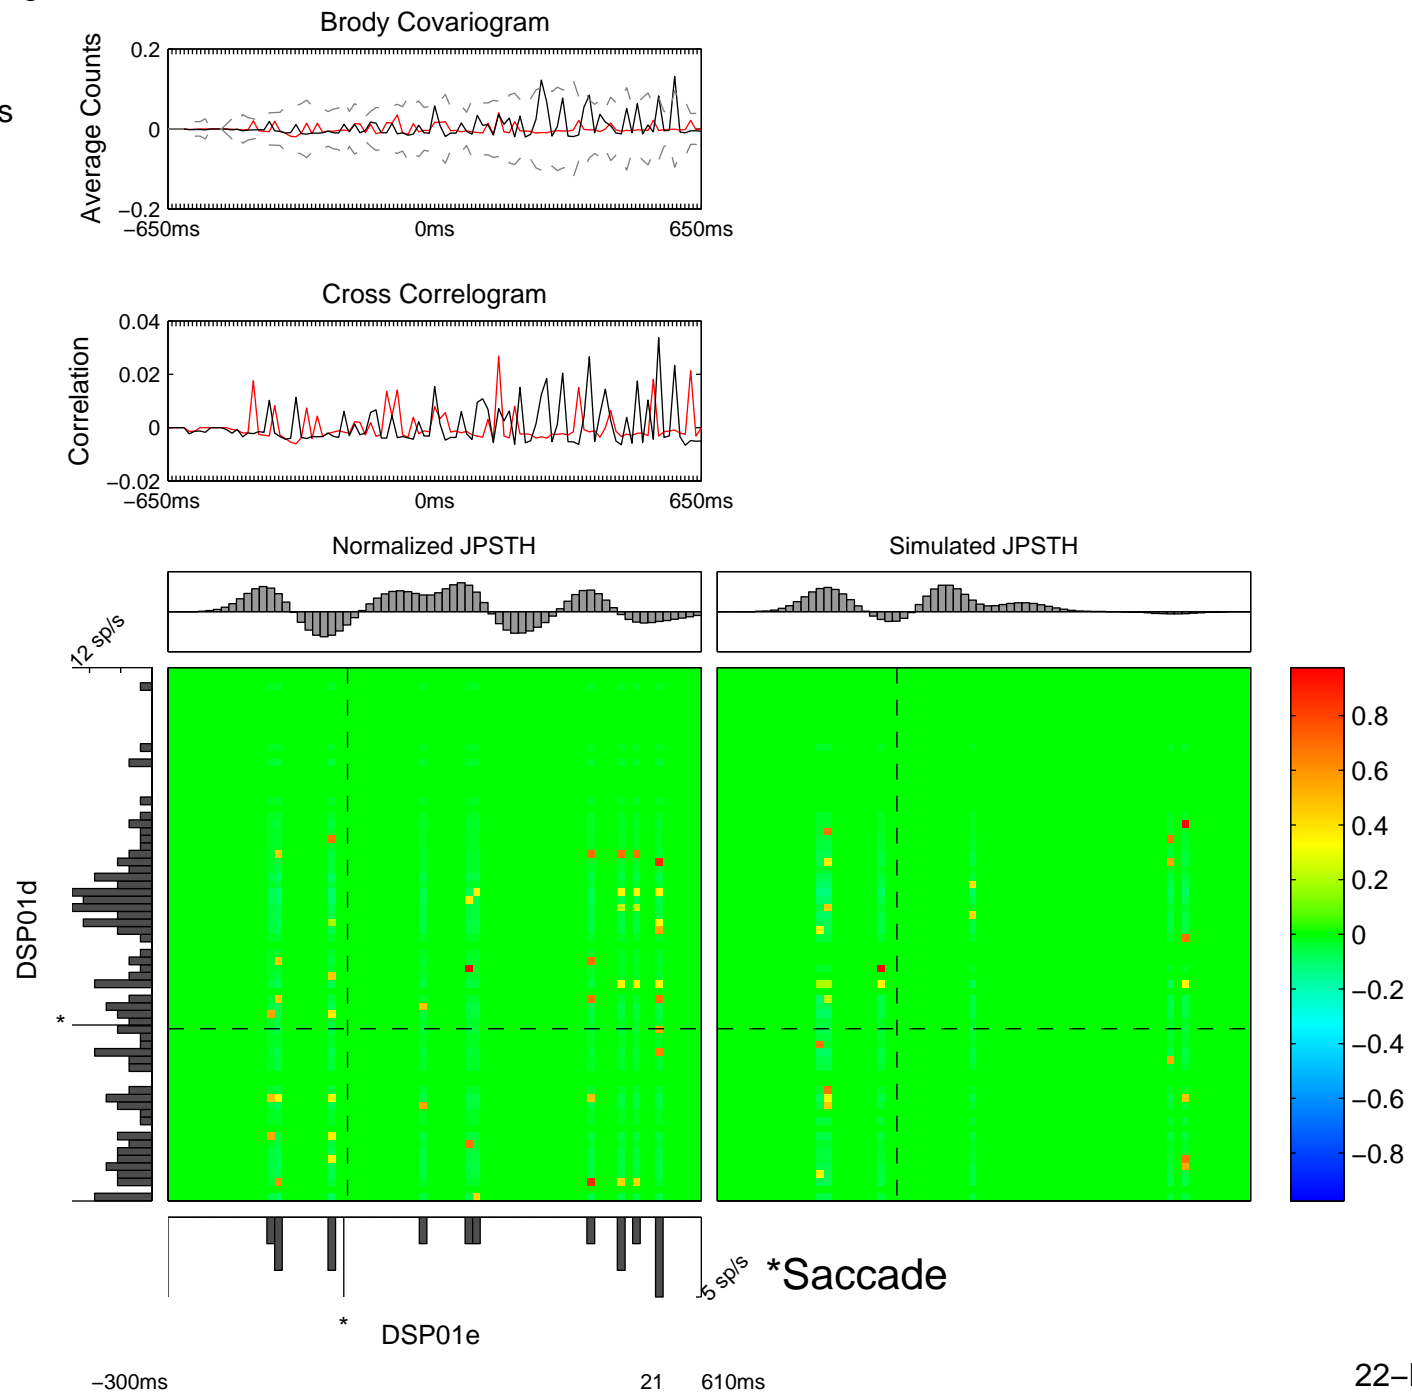 Brody Covariogram
Average Counts
0.2
0
−0.2
−650ms 0ms 650ms
s
Cross Correlogram
Correlation
0.04
0.02
0
−0.02
−650ms 0ms 650ms
Normalized JPSTH Simulated JPSTH
12 sp/s
DSP01d
*
0.8
0.6
0.4
0.2
0
−0.2
−0.4
−0.6
−0.8
5 sp/s
*Saccade
*
DSP01e
−300ms 21 610ms
22−